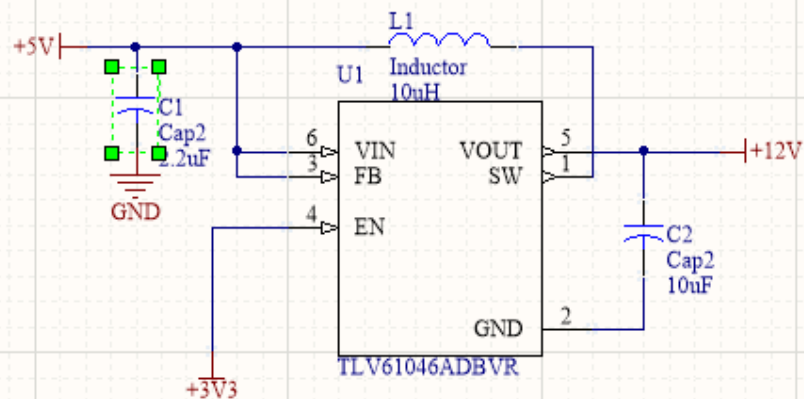 +5V
L1
Inductor
10uH
U1
C1
Cap2
2.2uF
GND
6 VIN VOUT 5
3 FB SW 1
4 EN
GND 2
+12V
C2
Cap2
10uF
TLV61046ADBVR
+3V3